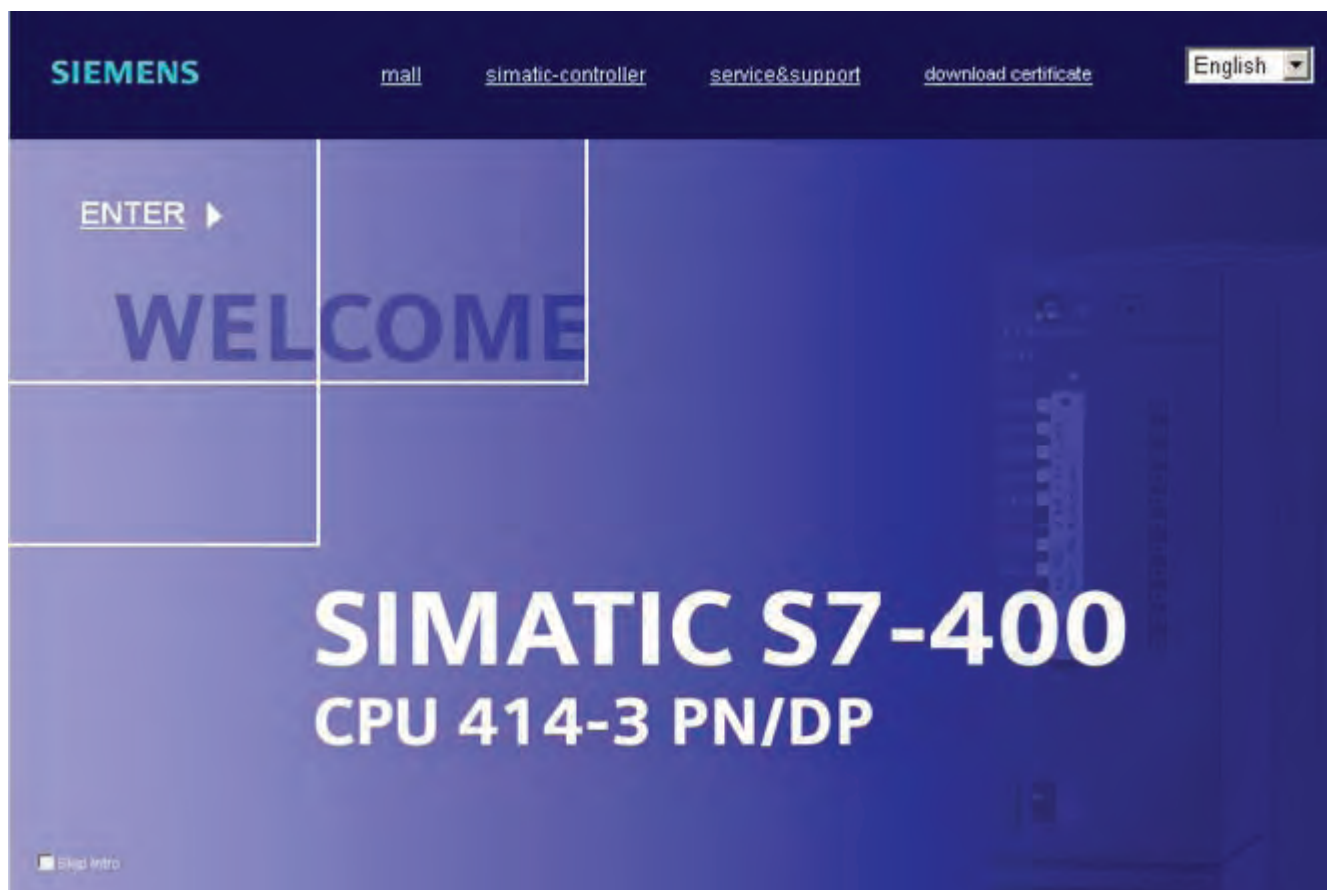 SIEMENS mall simatic-controller service&support download certificate English
ENTER
WELCOME
SIMATIC S7-400
CPU 414-3 PN/DP
Skip Intro